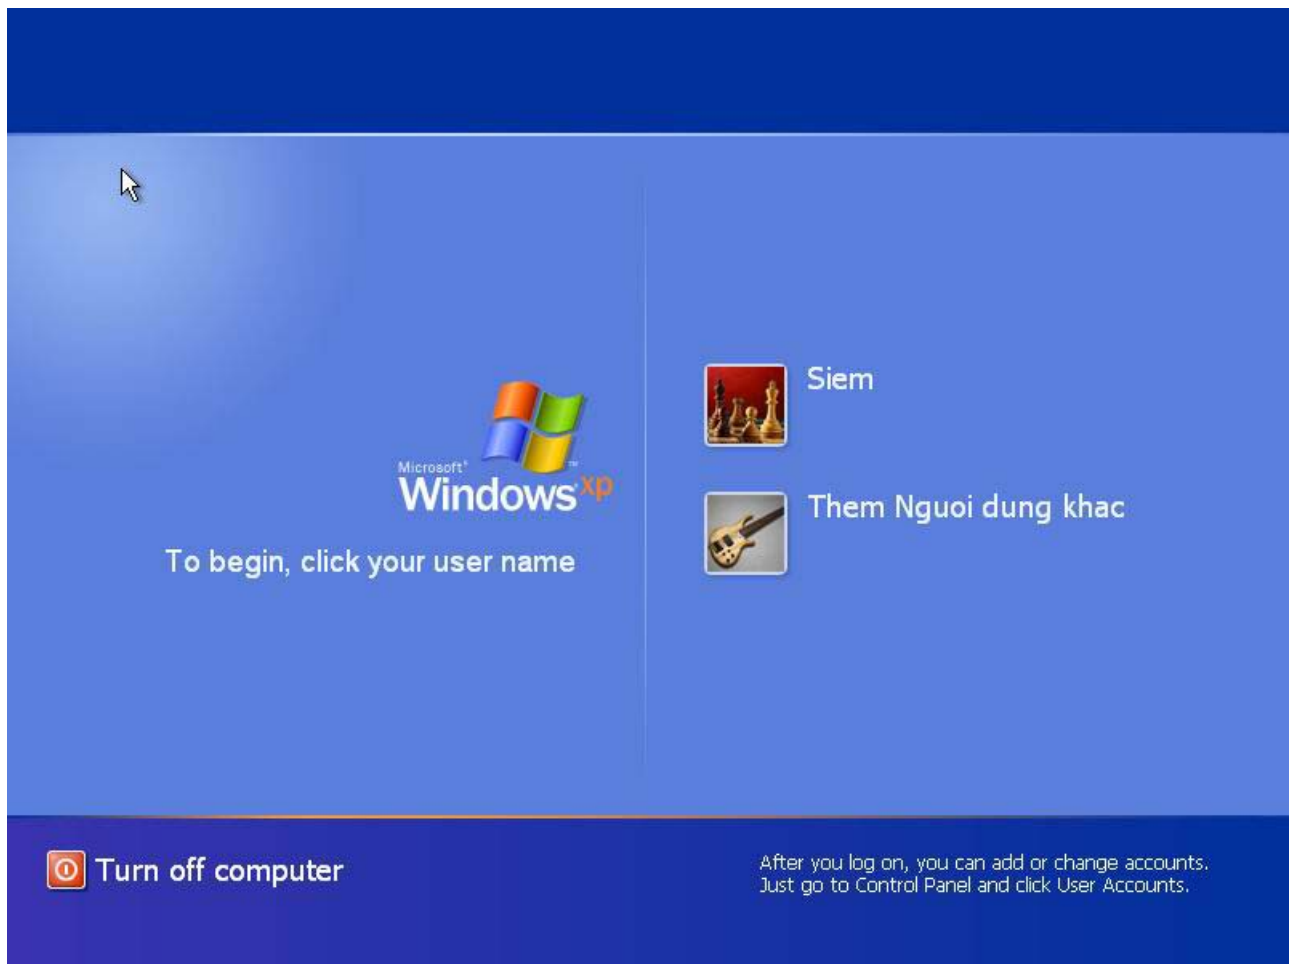 Microsoft®
Windows xp™
To begin, click your user name
Siem
Them Nguoi dung khac
Turn off computer
After you log on, you can add or change accounts.
Just go to Control Panel and click User Accounts.